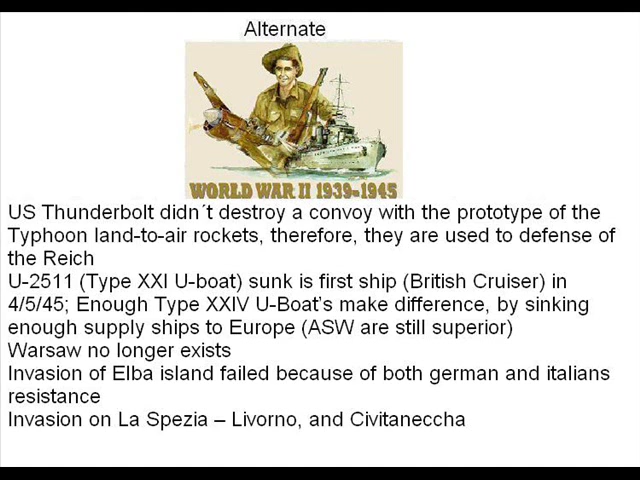 Alternate
WORLD WAR II 1939-1945
US Thunderbolt didn´t destroy a convoy with the prototype of the
Typhoon land-to-air rockets, therefore, they are used to defense of
the Reich
U-2511 (Type XXI U-boat) sunk is first ship (British Cruiser) in
4/5/45; Enough Type XXIV U-Boat's make difference, by sinking
enough supply ships to Europe (ASW are still superior)
Warsaw no longer exists
Invasion of Elba island failed because of both german and italians
resistance
Invasion on La Spezia – Livorno, and Civitaneccha